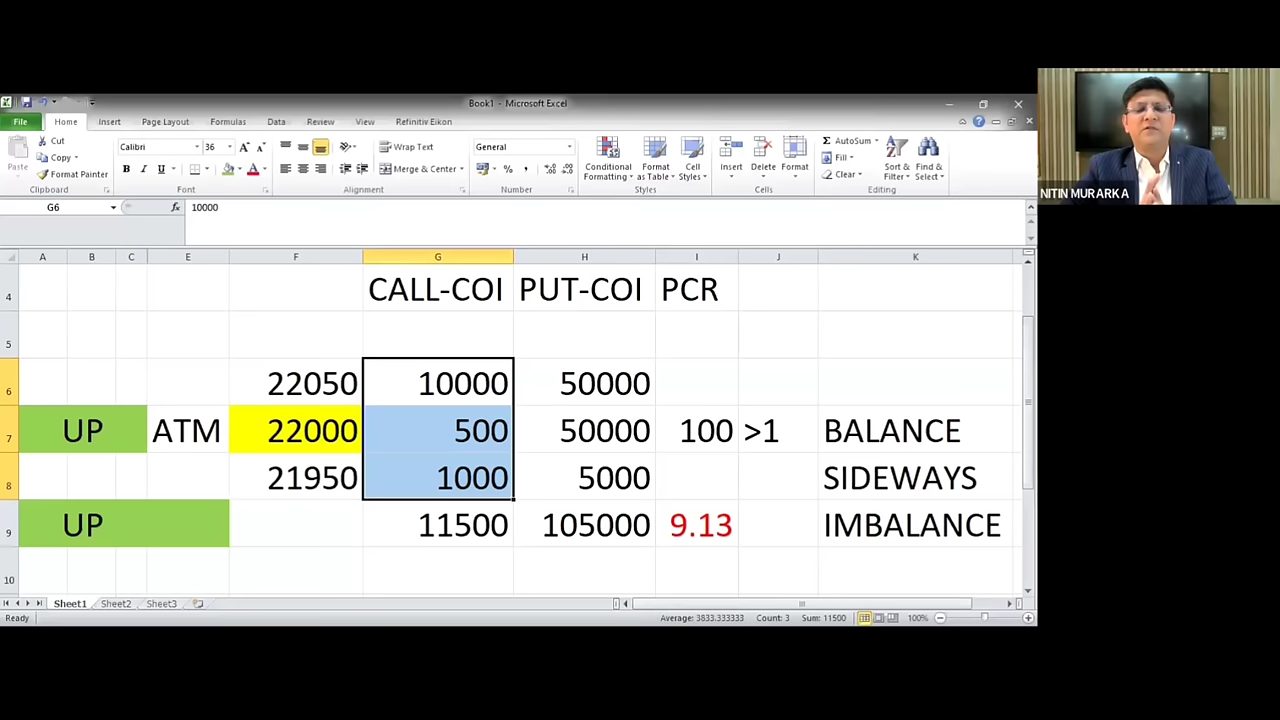 Book1 - Microsoft Excel
File Home Insert Page Layout Formulas Data Review View Refinitiv Eikon
Cut
Copy
Format Painter
Paste
Clipboard
Calibri 36
B I U
Font
Wrap Text
Merge & Center
Alignment
General
Number
Conditional Formatting
Format as Table
Cell Styles
Styles
Insert Delete Format
Cells
AutoSum
Fill
Clear
Sort & Filter
Find & Select
Editing
NITIN MURARKA
G6 fx 10000
A B C E F G H I J K
4 CALL-COI PUT-COI PCR
5
6 22050 10000 50000
7 UP ATM 22000 500 50000 100 >1 BALANCE
8 21950 1000 5000 SIDEWAYS
9 UP 11500 105000 9.13 IMBALANCE
10
Sheet1 Sheet2 Sheet3
Ready Average: 3833.333333 Count: 3 Sum: 11500 100%